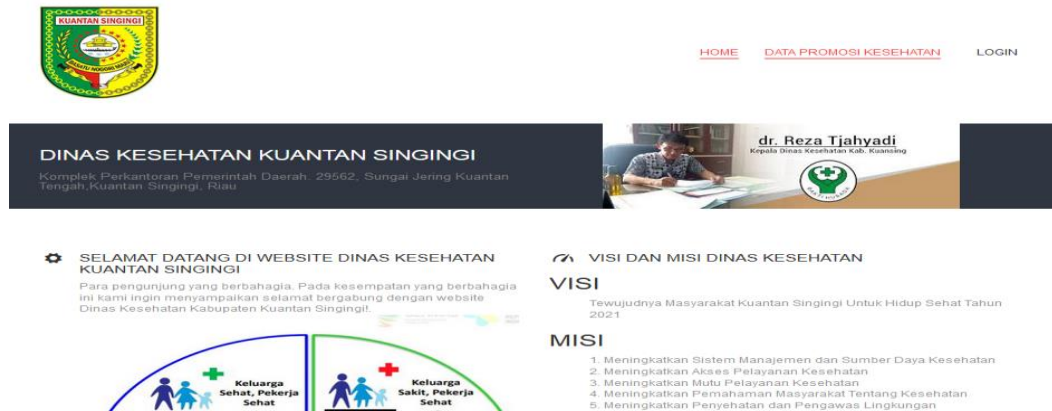 KUANTAN SINGINGI
BASATU NOGORI MAJU
HOME DATA PROMOSI KESEHATAN LOGIN
DINAS KESEHATAN KUANTAN SINGINGI
Komplek Perkantoran Pemerintah Daerah. 29562, Sungai Jering Kuantan
Tengah,Kuantan Singingi, Riau
dr. Reza Tjahyadi
Kepala Dinas Kesehatan Kab. Kuansing
BAKTI HUSADA
SELAMAT DATANG DI WEBSITE DINAS KESEHATAN
KUANTAN SINGINGI
Para pengunjung yang berbahagia. Pada kesempatan yang berbahagia
ini kami ingin menyampaikan selamat bergabung dengan website
Dinas Kesehatan Kabupaten Kuantan Singingi!.
Keluarga
Sehat, Pekerja
Sehat
Keluarga
Sakit, Pekerja
Sehat
VISI DAN MISI DINAS KESEHATAN
VISI
Tewujudnya Masyarakat Kuantan Singingi Untuk Hidup Sehat Tahun
2021
MISI
1. Meningkatkan Sistem Manajemen dan Sumber Daya Kesehatan
2. Meningkatkan Akses Pelayanan Kesehatan
3. Meningkatkan Mutu Pelayanan Kesehatan
4. Meningkatkan Pemahaman Masyarakat Tentang Kesehatan
5. Meningkatkan Penyehatan dan Pengawas Lingkungan